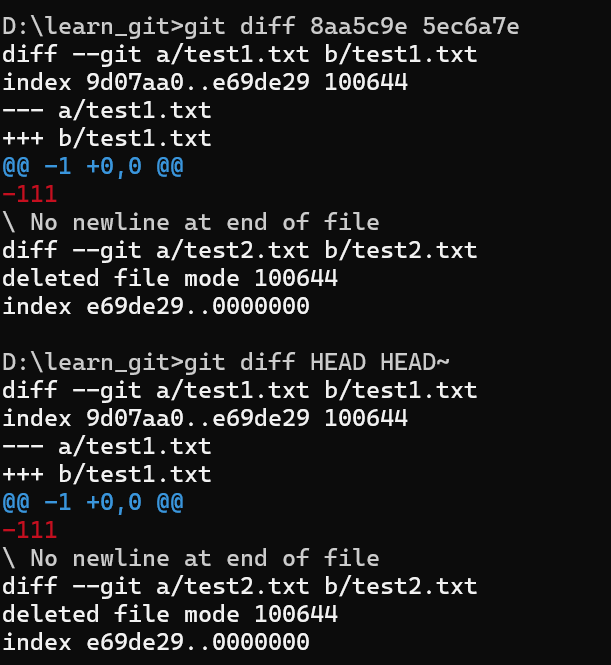 D:\learn_git>git diff 8aa5c9e 5ec6a7e
diff --git a/test1.txt b/test1.txt
index 9d07aa0..e69de29 100644
--- a/test1.txt
+++ b/test1.txt
@@ -1 +0,0 @@
-111
\ No newline at end of file
diff --git a/test2.txt b/test2.txt
deleted file mode 100644
index e69de29..0000000

D:\learn_git>git diff HEAD HEAD~
diff --git a/test1.txt b/test1.txt
index 9d07aa0..e69de29 100644
--- a/test1.txt
+++ b/test1.txt
@@ -1 +0,0 @@
-111
\ No newline at end of file
diff --git a/test2.txt b/test2.txt
deleted file mode 100644
index e69de29..0000000